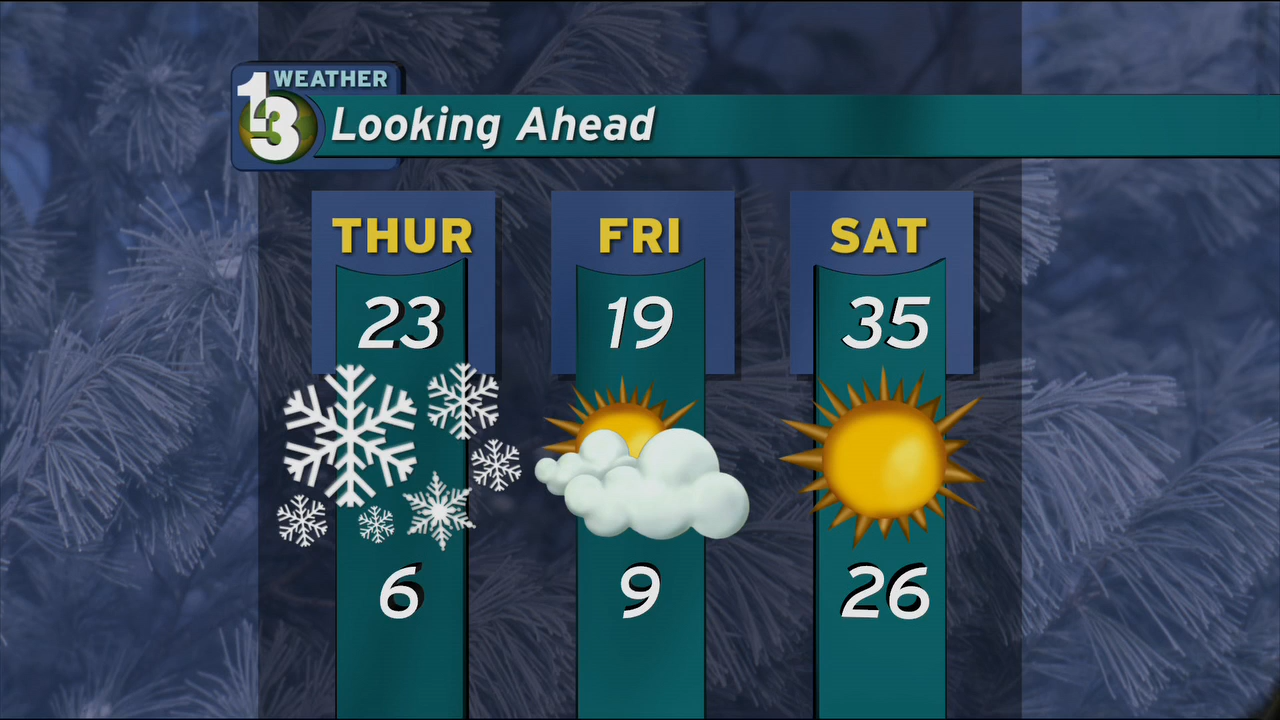 WEATHER
13
Looking Ahead
THUR FRI SAT
23 19 35
6 9 26